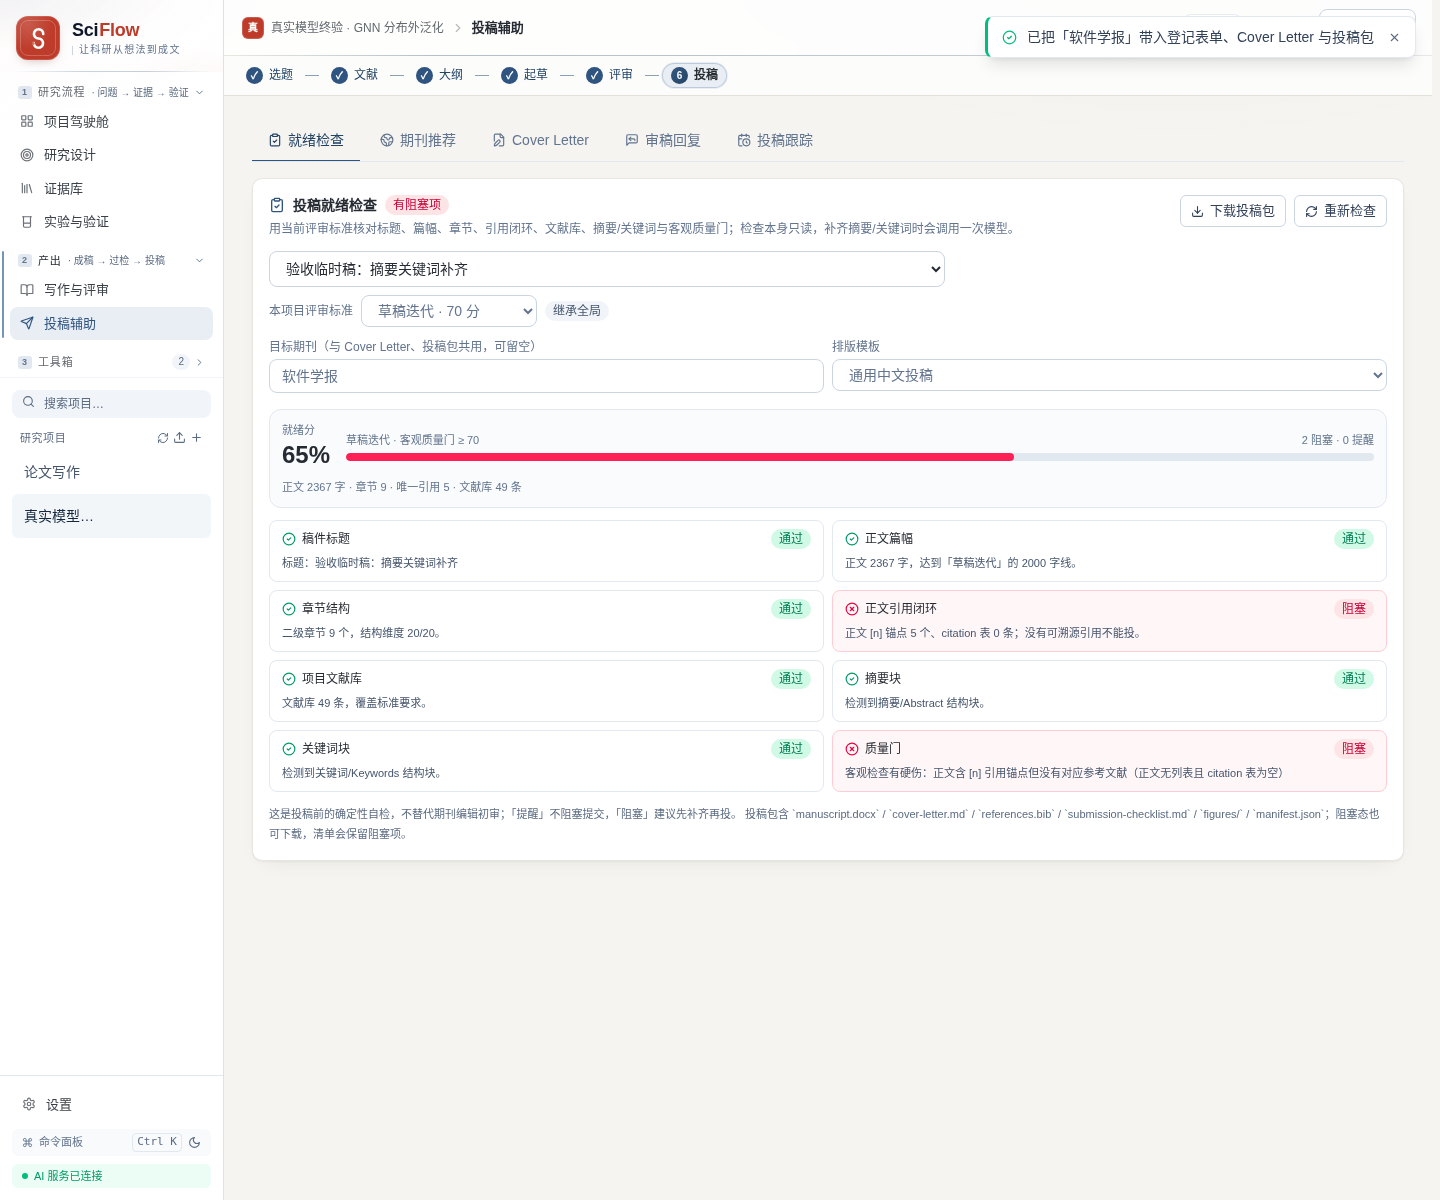 SciFlow
让科研从想法到成文
1 研究流程 · 问题 → 证据 → 验证
项目驾驶舱
研究设计
证据库
实验与验证
2 产出 · 成稿 → 过检 → 投稿
写作与评审
投稿辅助
3 工具箱 2
搜索项目…
研究项目
论文写作
真实模型…
设置
命令面板 Ctrl K
AI 服务已连接
真 真实模型终验 · GNN 分布外泛化 投稿辅助
已把「软件学报」带入登记表单、Cover Letter 与投稿包
选题 — 文献 — 大纲 — 起草 — 评审 — 6 投稿
就绪检查 期刊推荐 Cover Letter 审稿回复 投稿跟踪
投稿就绪检查 有阻塞项
下载投稿包 重新检查
用当前评审标准核对标题、篇幅、章节、引用闭环、文献库、摘要/关键词与客观质量门；检查本身只读，补齐摘要/关键词时会调用一次模型。
验收临时稿：摘要关键词补齐
本项目评审标准 草稿迭代 · 70 分 继承全局
目标期刊（与 Cover Letter、投稿包共用，可留空） 排版模板
软件学报 通用中文投稿
就绪分
65%
草稿迭代 · 客观质量门 ≥ 70 2 阻塞 · 0 提醒
正文 2367 字 · 章节 9 · 唯一引用 5 · 文献库 49 条
稿件标题 通过
标题：验收临时稿：摘要关键词补齐
正文篇幅 通过
正文 2367 字，达到「草稿迭代」的 2000 字线。
章节结构 通过
二级章节 9 个，结构维度 20/20。
正文引用闭环 阻塞
正文 [n] 锚点 5 个、citation 表 0 条；没有可溯源引用不能投。
项目文献库 通过
文献库 49 条，覆盖标准要求。
摘要块 通过
检测到摘要/Abstract 结构块。
关键词块 通过
检测到关键词/Keywords 结构块。
质量门 阻塞
客观检查有硬伤：正文含 [n] 引用锚点但没有对应参考文献（正文无列表且 citation 表为空）
这是投稿前的确定性自检，不替代期刊编辑初审；「提醒」不阻塞提交，「阻塞」建议先补齐再投。 投稿包含 `manuscript.docx` / `cover-letter.md` / `references.bib` / `submission-checklist.md` / `figures/` / `manifest.json`；阻塞态也
可下载，清单会保留阻塞项。